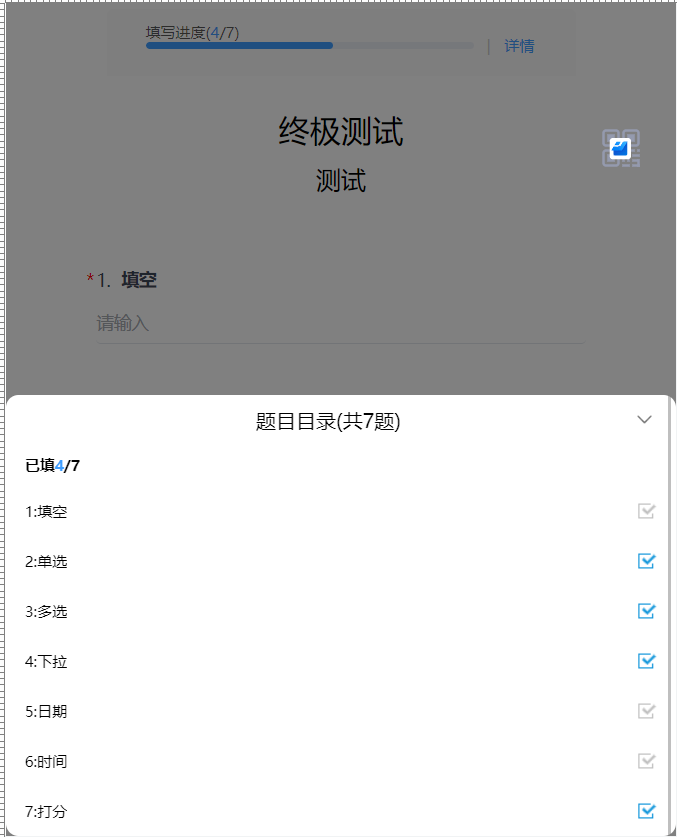 填写进度(4/7)
| 详情
终极测试
测试
*1. 填空
请输入
题目目录(共7题)
已填4/7
1:填空
2:单选
3:多选
4:下拉
5:日期
6:时间
7:打分